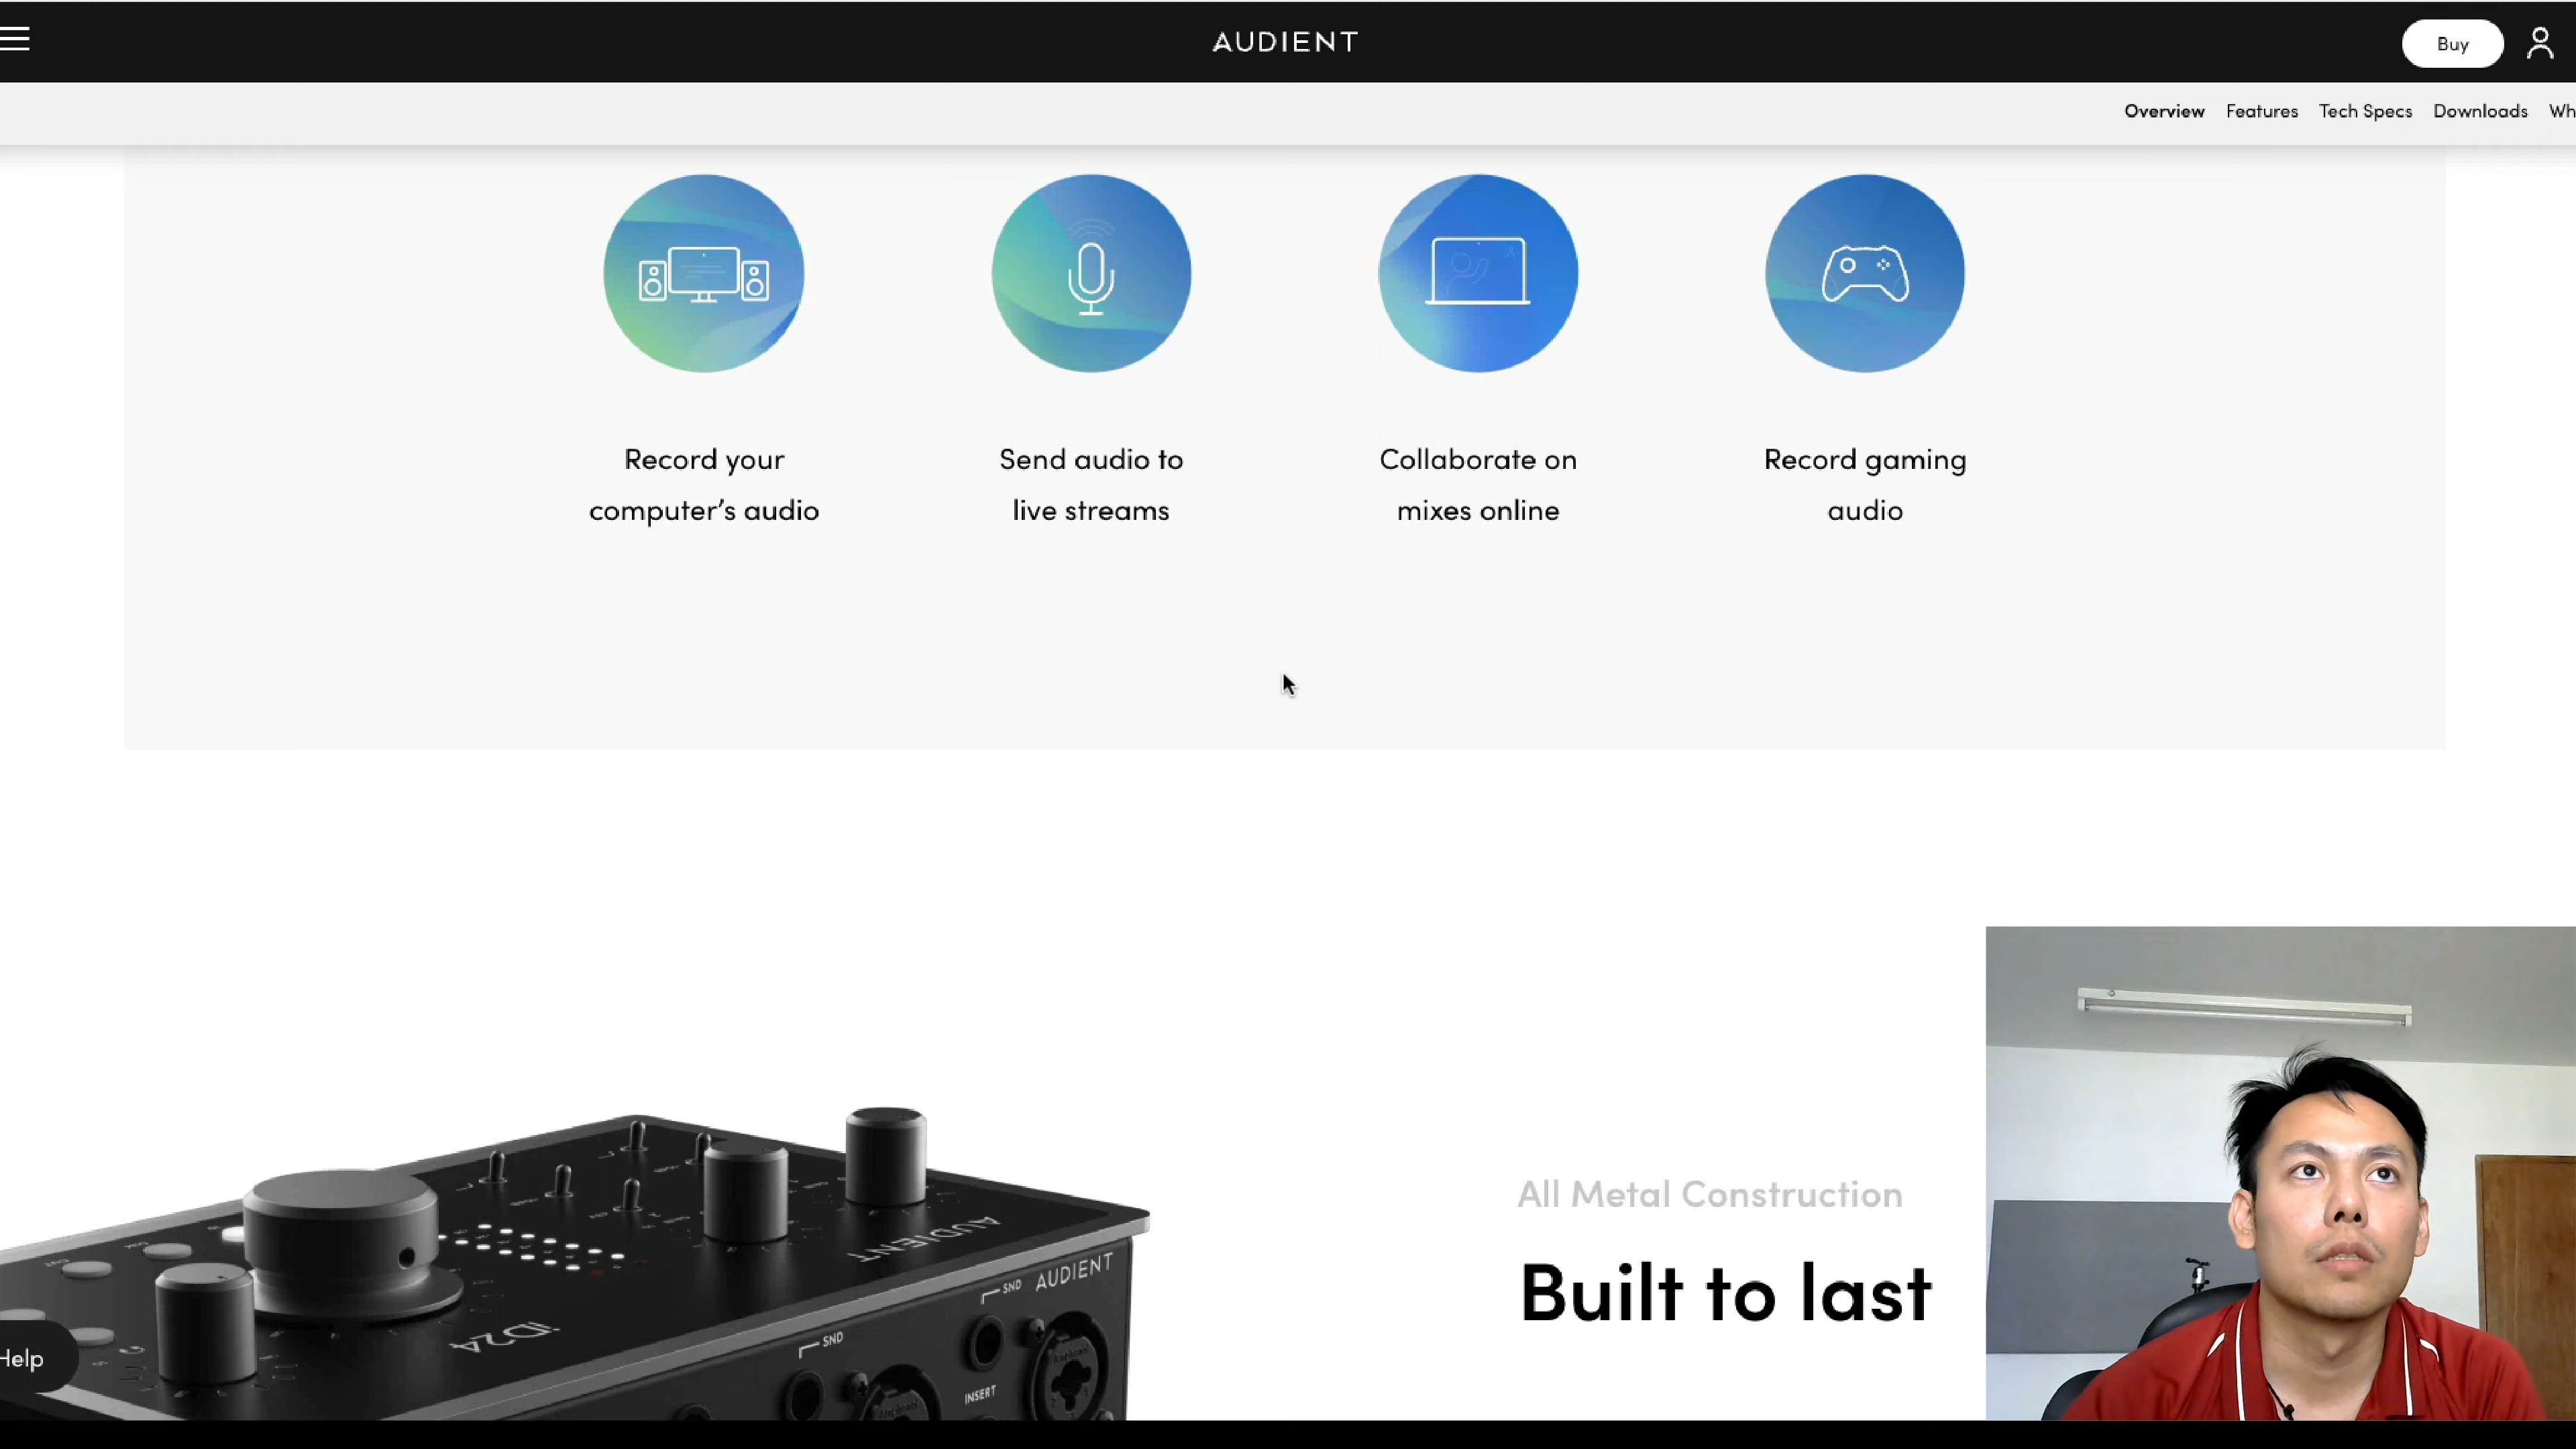 AUDIENT
Buy
Overview Features Tech Specs Downloads Wh
Record your
computer's audio
Send audio to
live streams
Collaborate on
mixes online
Record gaming
audio
All Metal Construction
Built to last
AUDIENT
iD24
SND AUDIENT
SND
INSERT
Help